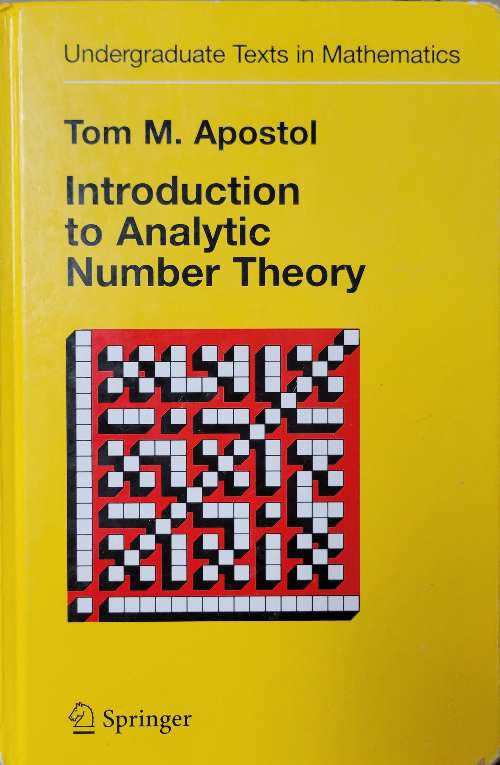 Undergraduate Texts in Mathematics
Tom M. Apostol
Introduction
to Analytic
Number Theory
Springer